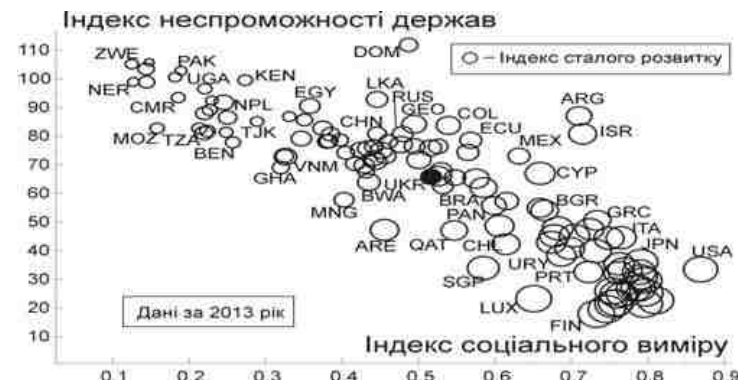 Індекс неспроможності держав
110
ZWE
PAK
DOM
– Індекс сталого розвитку
100
UGA
KEN
NER
LKA
90
CMR
NPL
EGY
RUS
GEO
COL
ARG
80
MOZ
TZA
TJK
CHN
ECU
MEX
ISR
BEN
70
GHA
VNM
UKR
CYP
60
MNG
BWA
BRA
BGR
PAN
GRC
50
ARE
QAT
CHL
ITA
40
URY
JPN
USA
30
SGP
PRT
20
Дані за 2013 рік
LUX
FIN
10
Індекс соціального виміру
0.1 0.2 0.3 0.4 0.5 0.6 0.7 0.8 0.9